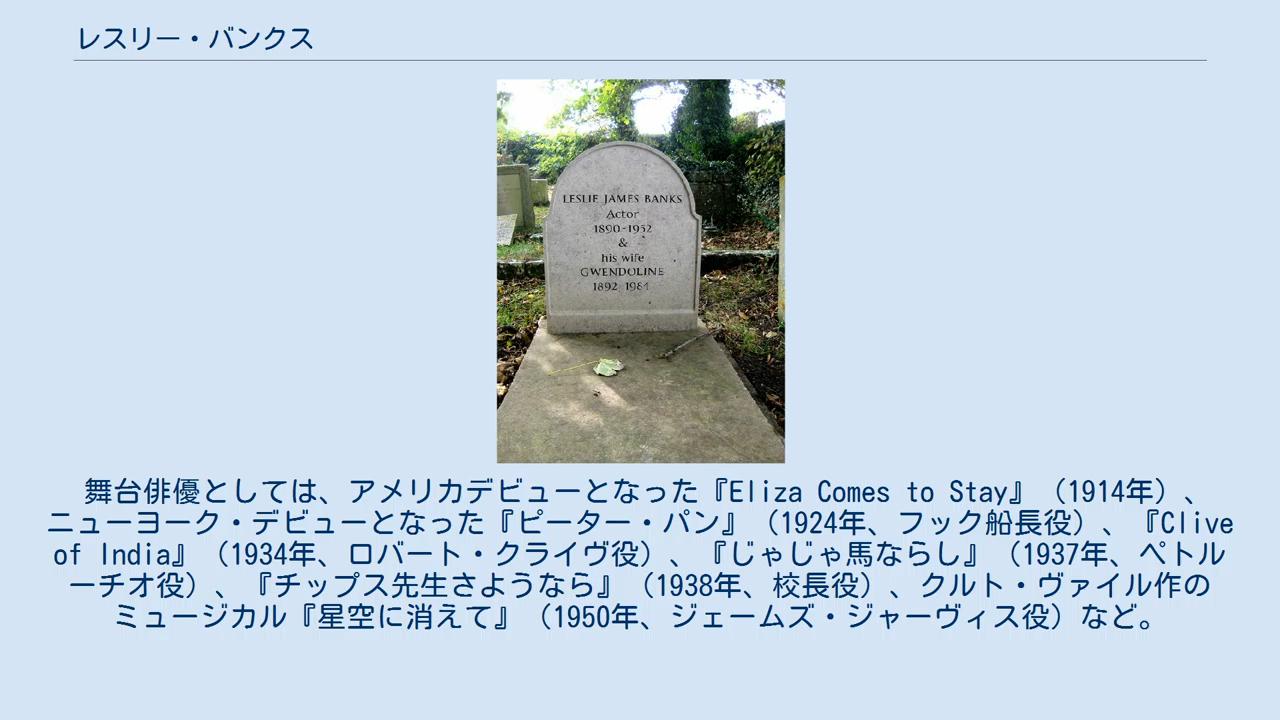 レスリー・バンクス
LESLIE JAMES BANKS
Actor
1890-1952
&
his wife
GWENDOLINE
1892 1984
舞台俳優としては、アメリカデビューとなった『Eliza Comes to Stay』（1914年）、
ニューヨーク・デビューとなった『ピーター・パン』（1924年、フック船長役）、『Clive
of India』（1934年、ロバート・クライヴ役）、『じゃじゃ馬ならし』（1937年、ペトル
ーチオ役）、『チップス先生さようなら』（1938年、校長役）、クルト・ヴァイル作の
ミュージカル『星空に消えて』（1950年、ジェームズ・ジャーヴィス役）など。